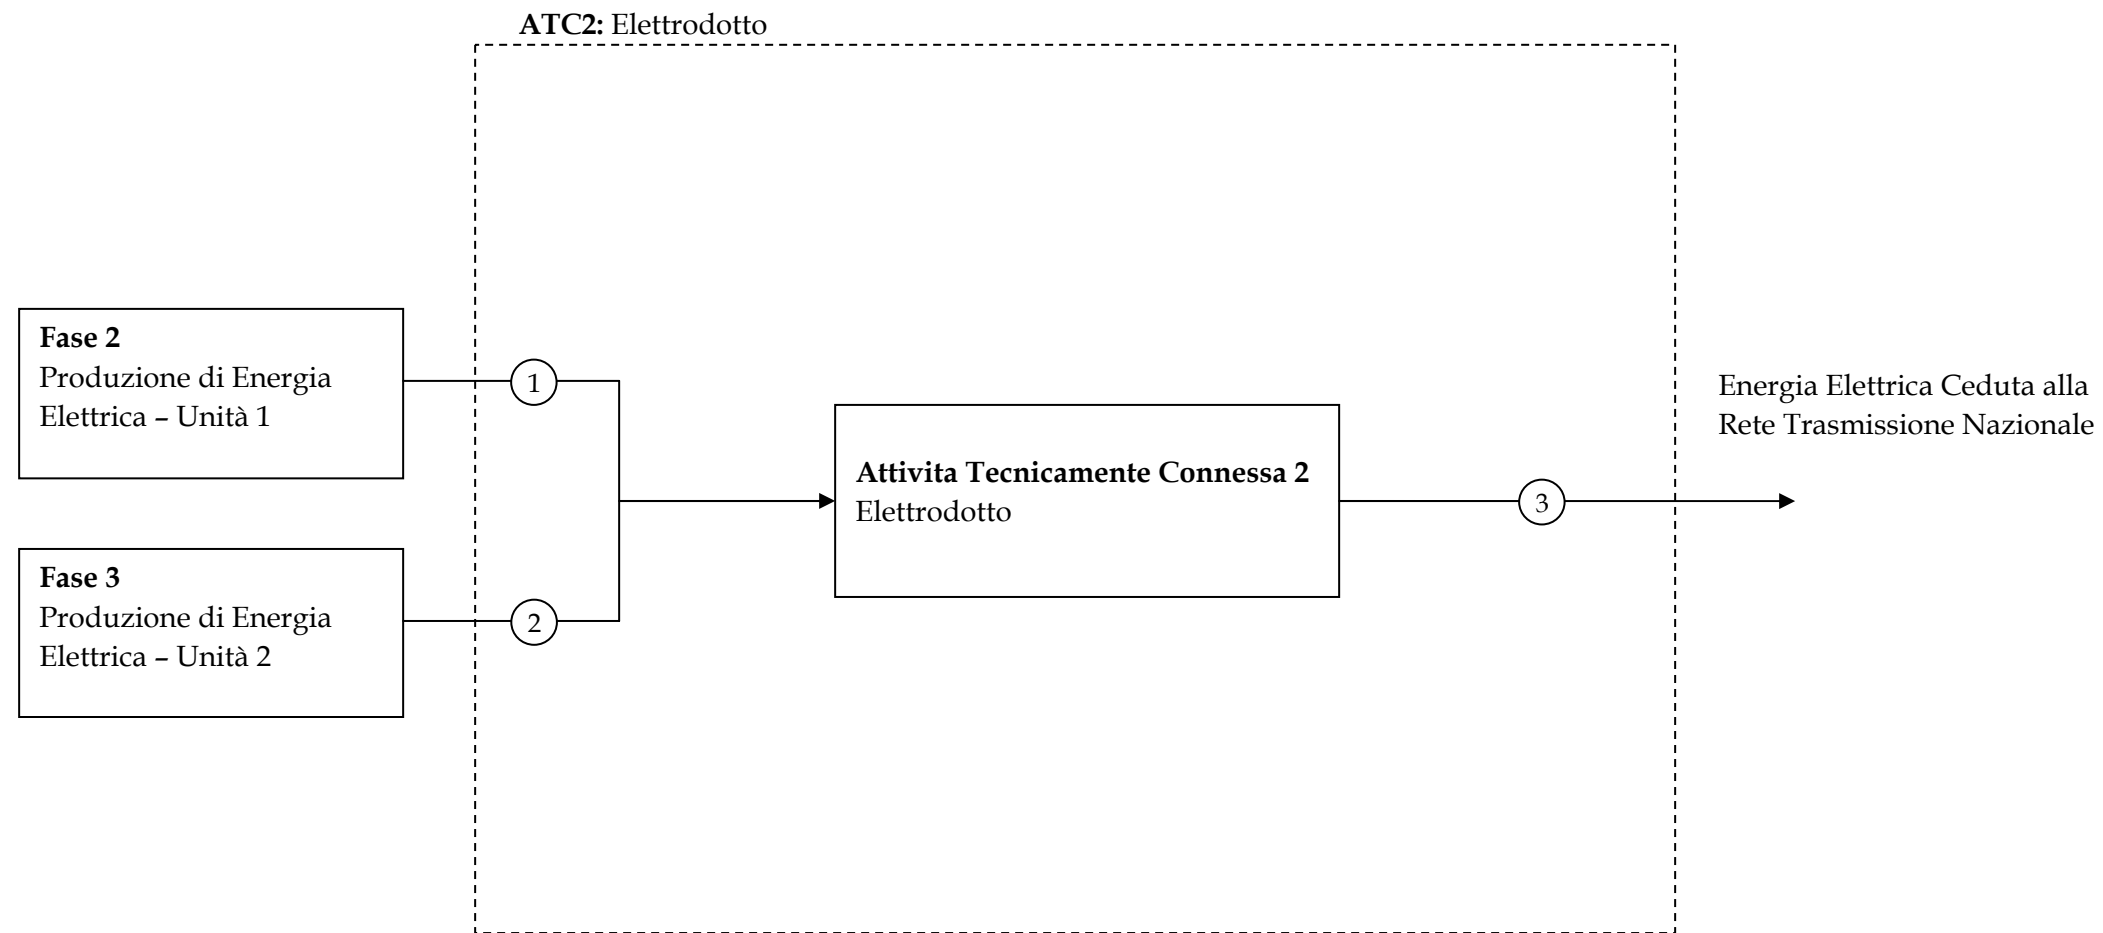 ATC2: Elettrodotto
Fase 2
Produzione di Energia
Elettrica – Unità 1
1
Energia Elettrica Ceduta alla
Rete Trasmissione Nazionale
Attivita Tecnicamente Connessa 2
Elettrodotto
3
Fase 3
Produzione di Energia
Elettrica – Unità 2
2